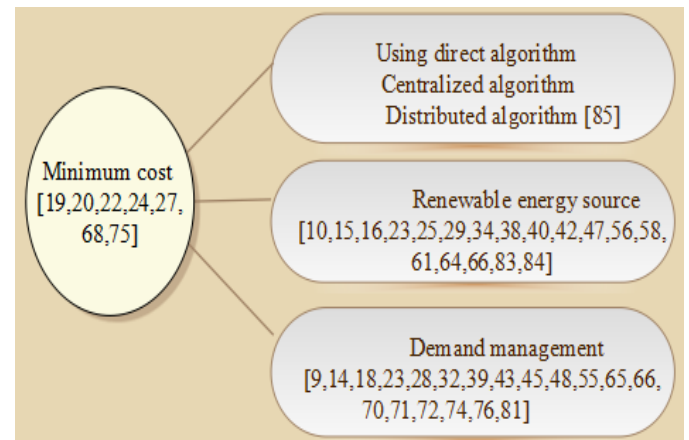 Minimum cost
[19,20,22,24,27,
68,75]
Using direct algorithm
Centralized algorithm
Distributed algorithm [85]
Renewable energy source
[10,15,16,23,25,29,34,38,40,42,47,56,58,
61,64,66,83,84]
Demand management
[9,14,18,23,28,32,39,43,45,48,55,65,66,
70,71,72,74,76,81]